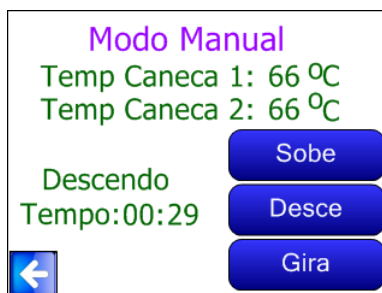 Modo Manual
Temp Caneca 1: 66 ºC
Temp Caneca 2: 66 ºC
Sobe
Descendo
Desce
Tempo:00:29
Gira